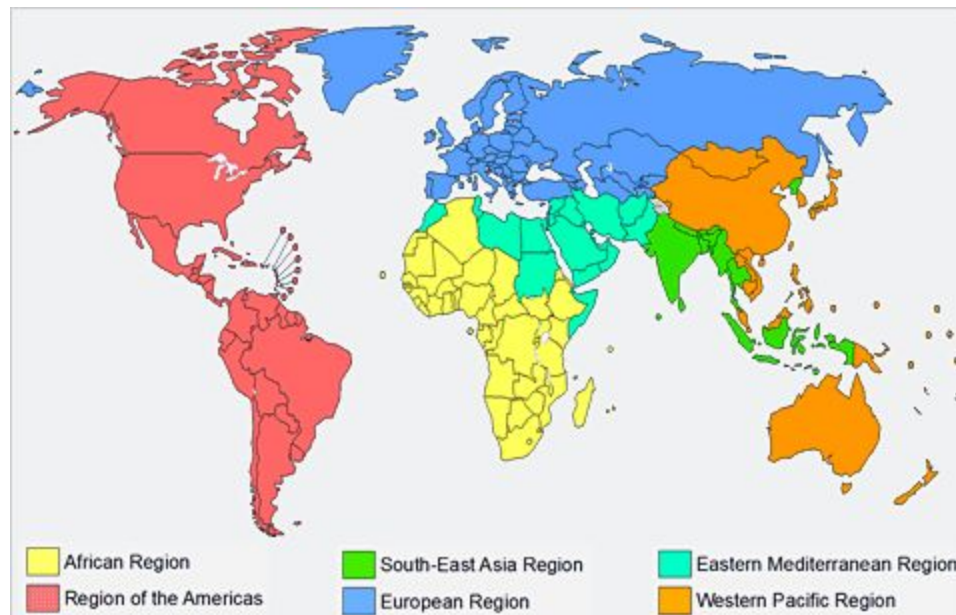 African Region
South-East Asia Region
Eastern Mediterranean Region
Region of the Americas
European Region
Western Pacific Region